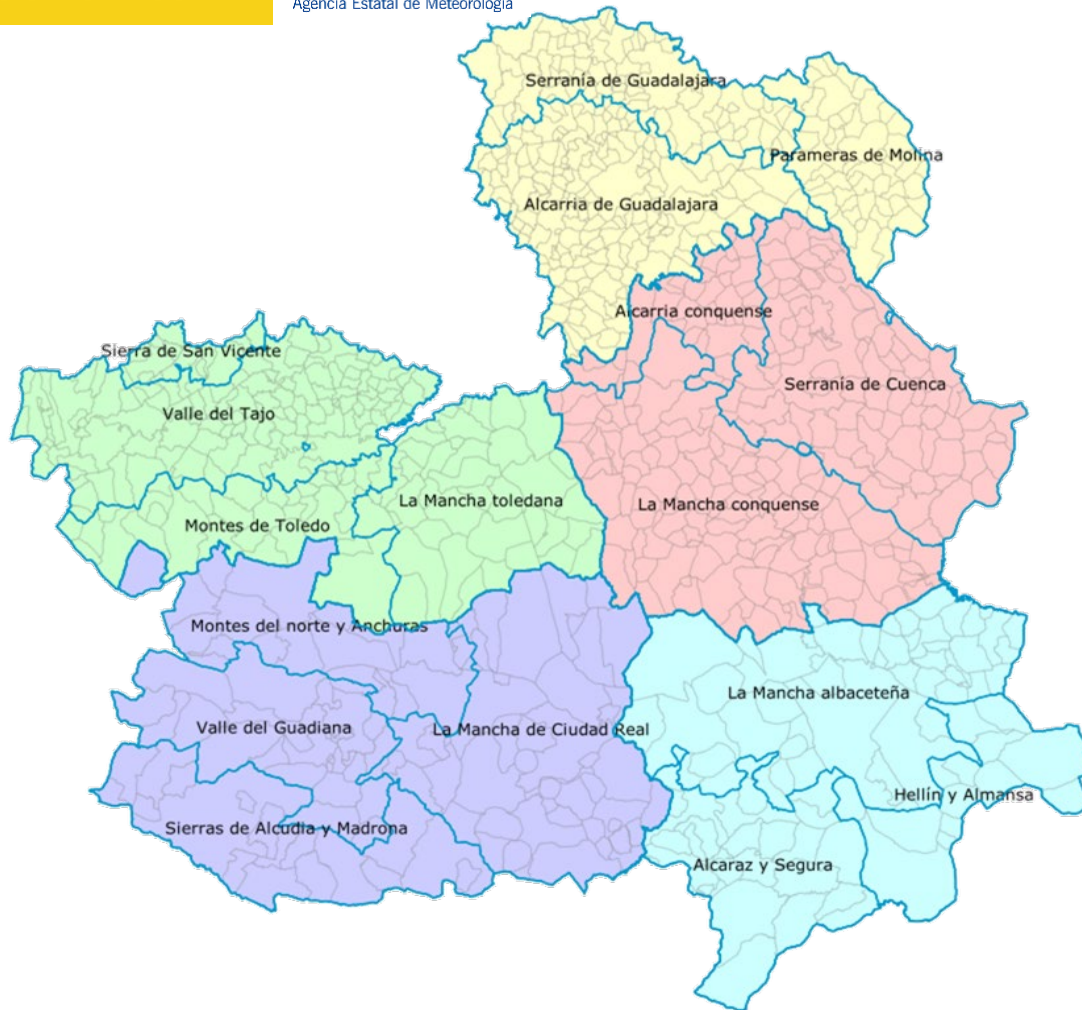 Agencia Estatal de Meteorología
Serranía de Guadalajara
Parameras de Molina
Alcarria de Guadalajara
Alcarria conquense
Sierra de San Vicente
Serranía de Cuenca
Valle del Tajo
La Mancha toledana
La Mancha conquense
Montes de Toledo
Montes del norte y Anchuras
La Mancha albaceteña
Valle del Guadiana
La Mancha de Ciudad Real
Hellín y Almansa
Sierras de Alcudia y Madrona
Alcaraz y Segura